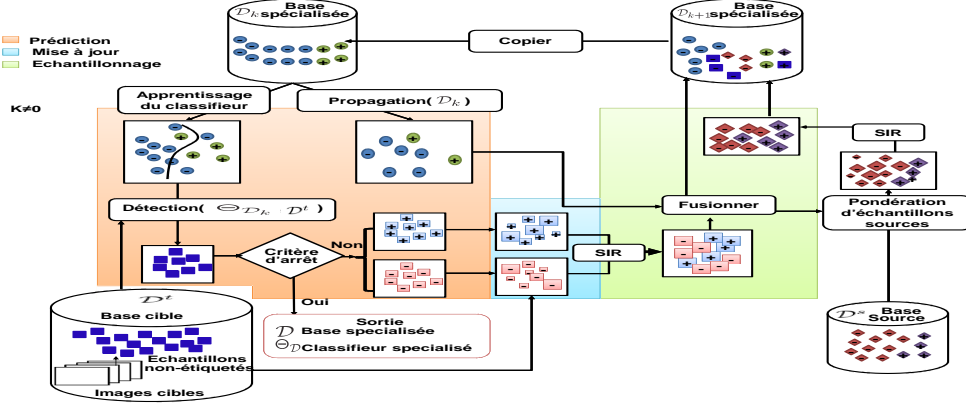 𝒟k Base
spécialisée
𝒟k+1 Base
spécialisée
Copier
Prédiction
Mise à jour
Echantillonnage
K≠0
Apprentissage
du classifieur
Propagation( 𝒟k )
SIR
Détection( Θ𝒟k , 𝒟t )
Fusionner
Pondération
d'échantillons
sources
Critère
d'arrêt
Non
SIR
Oui
𝒟t
Base cible
Echantillons
non-étiquetés
Images cibles
Sortie
𝒟 Base specialisée
Θ𝒟Classifieur specialisé
𝒟s Base
Source